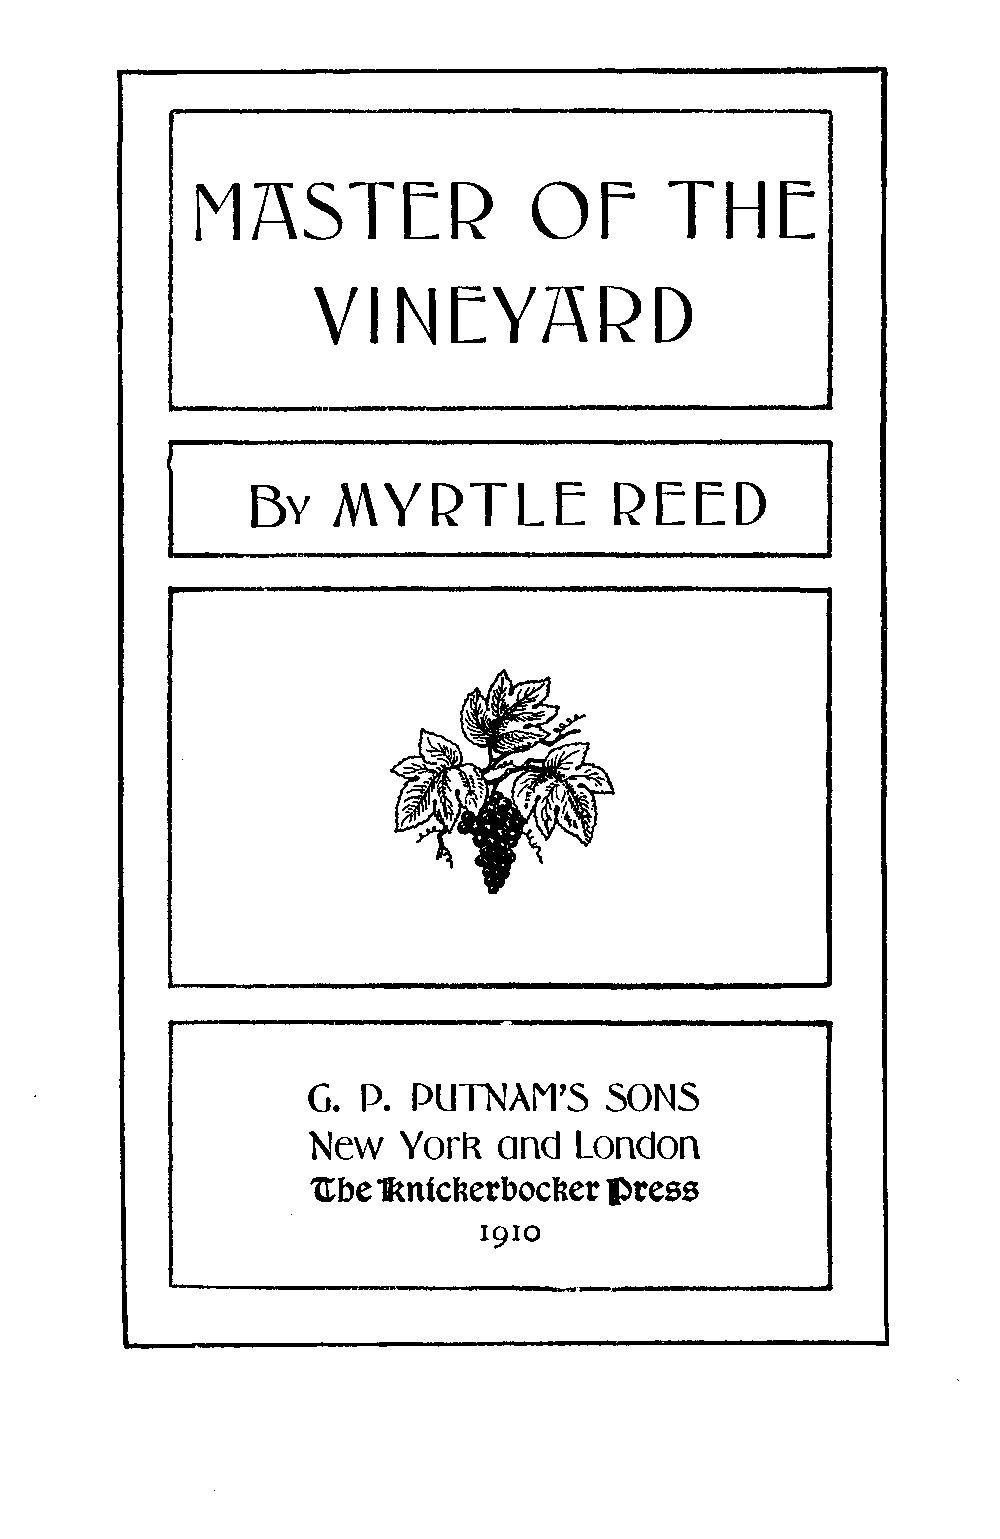 MASTER OF THE
VINEYARD
By MYRTLE REED
G. P. PUTNAM'S SONS
New York and London
The Knickerbocker Press
1910